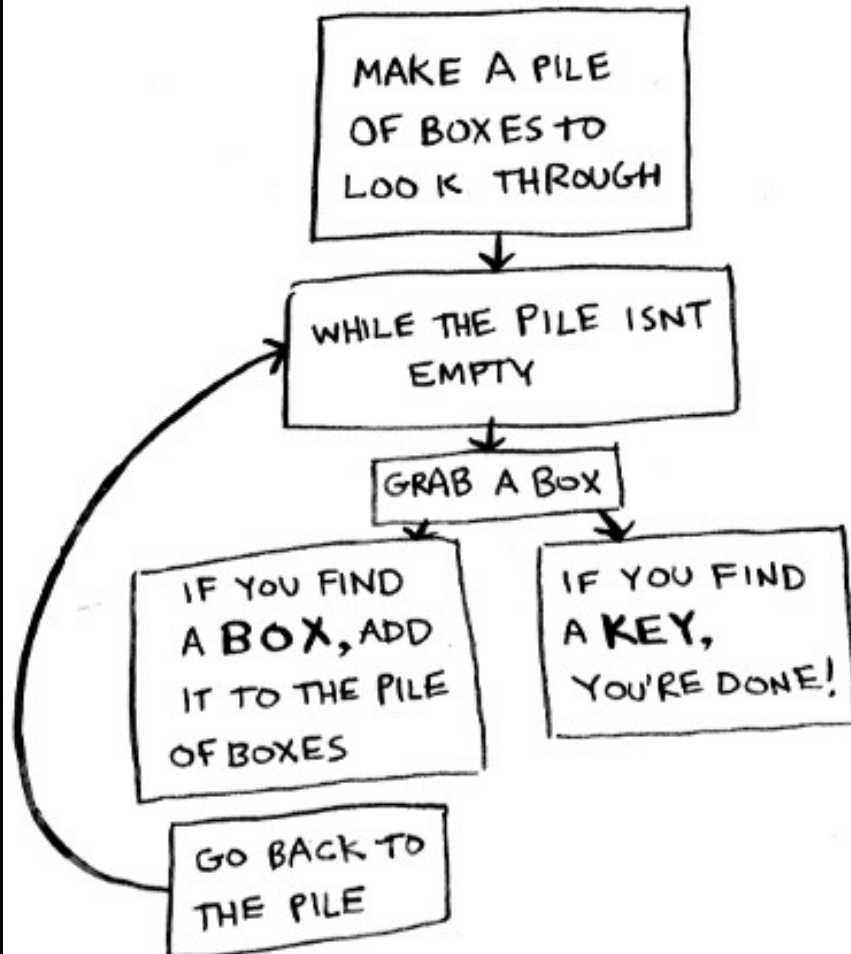 MAKE A PILE
OF BOXES TO
LOOK THROUGH
WHILE THE PILE ISNT
EMPTY
GRAB A BOX
IF YOU FIND
A BOX, ADD
IT TO THE PILE
OF BOXES
IF YOU FIND
A KEY,
YOU'RE DONE!
GO BACK TO
THE PILE